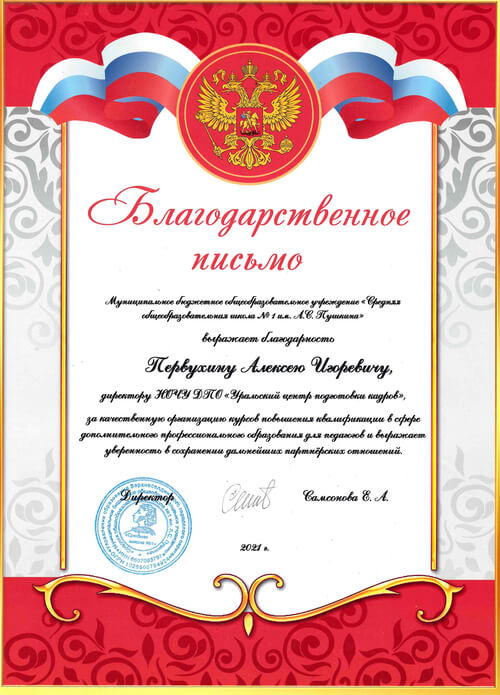 Благодарственное
письмо
Муниципальное бюджетное общеобразовательное учреждение «Средняя
общеобразовательная школа № 1 им. А.С. Пушкина»
выражает благодарность
Первухину Алексею Игоревичу,
директору НОЧУ ДПО «Уральский центр подготовки кадров»,
за качественную организацию курсов повышения квалификации в сфере
дополнительного профессионального образования для педагогов и выражает
уверенность в сохранении дальнейших партнёрских отношений.
Директор
Самсонова Е. А.
2021 г.